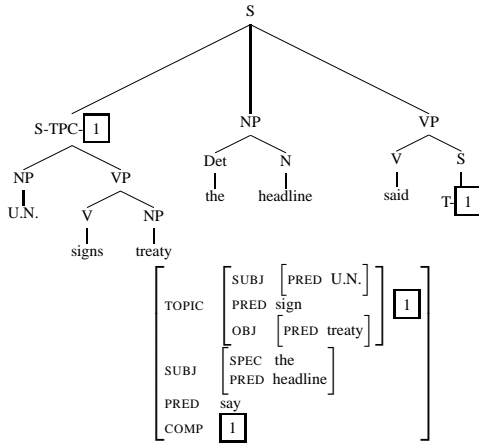 S
S-TPC- 1 NP VP
NP VP Det N V S
U.N. V NP the headline said T- 1
signs treaty
SUBJ [PRED U.N.]
TOPIC PRED sign 1
OBJ [PRED treaty]
SUBJ SPEC the
PRED headline
PRED say
COMP 1